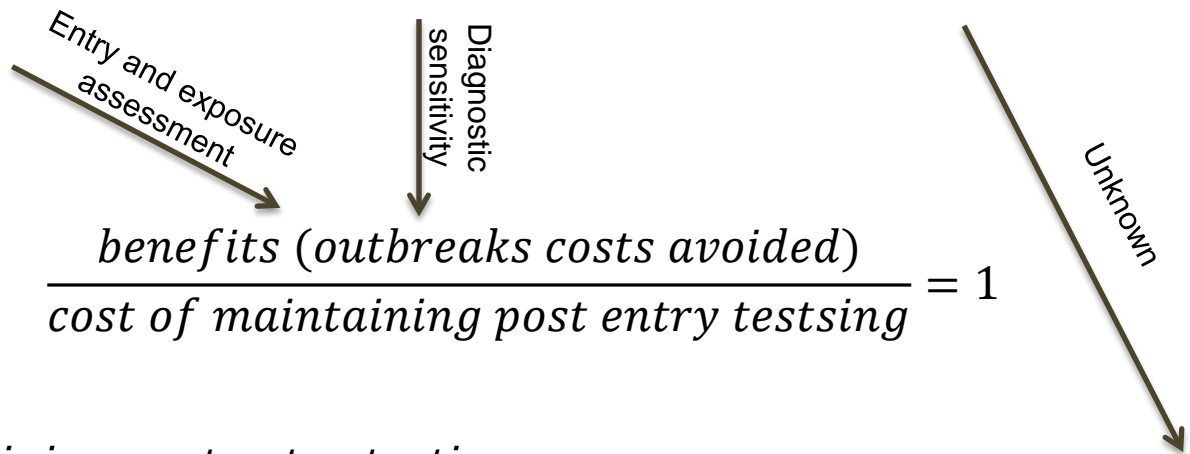 Entry and exposure
assessment
Diagnostic
sensitivity
Unknown
benefits (outbreaks costs avoided)
cost of maintaining post entry testsing
= 1